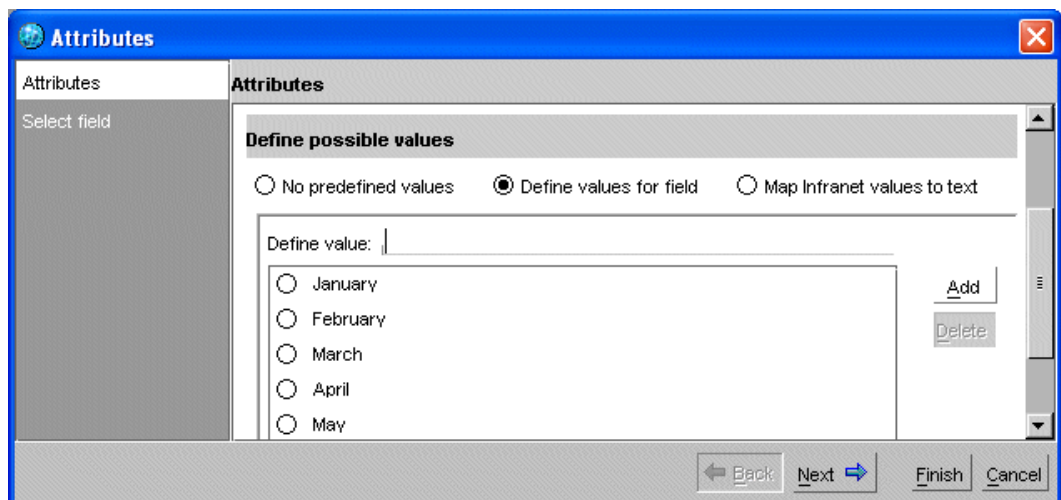 Attributes
Attributes
Attributes
Select field
Define possible values
No predefined values Define values for field Map Infranet values to text
Define value:
January
Add
February
Delete
March
April
May
Back Next Finish Cancel